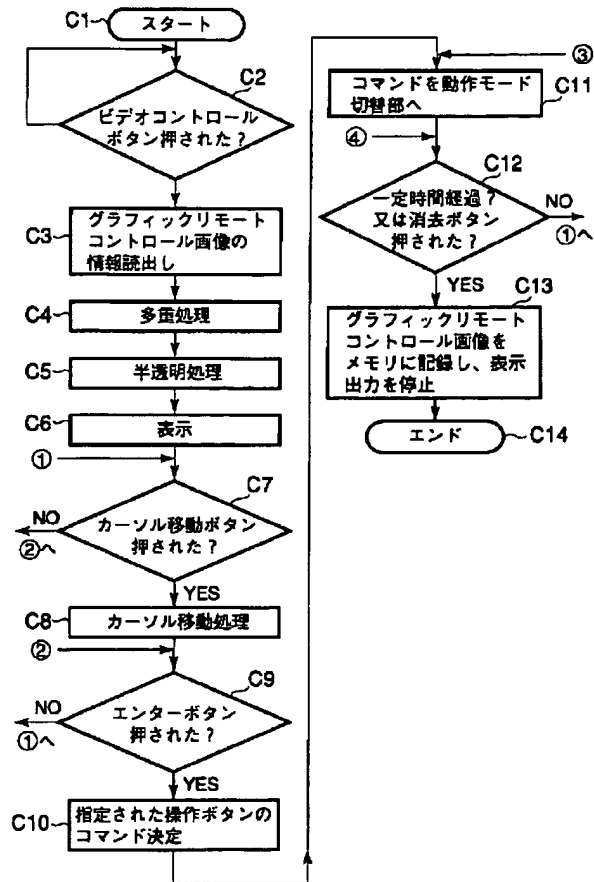 C1
スタート
C2
ビデオコントロール
ボタン押された？
C3
グラフィックリモート
コントロール画像の
情報読出し
C4
多重処理
C5
半透明処理
C6
表示
①
C7
カーソル移動ボタン
押された？
NO
②へ
YES
C8
カーソル移動処理
②
C9
エンターボタン
押された？
NO
①へ
YES
C10
指定された操作ボタンの
コマンド決定
③
コマンドを動作モード
切替部へ
C11
④
C12
一定時間経過？
又は消去ボタン
押された？
NO
①へ
YES
C13
グラフィックリモート
コントロール画像を
メモリに記録し、表示
出力を停止
エンド
C14